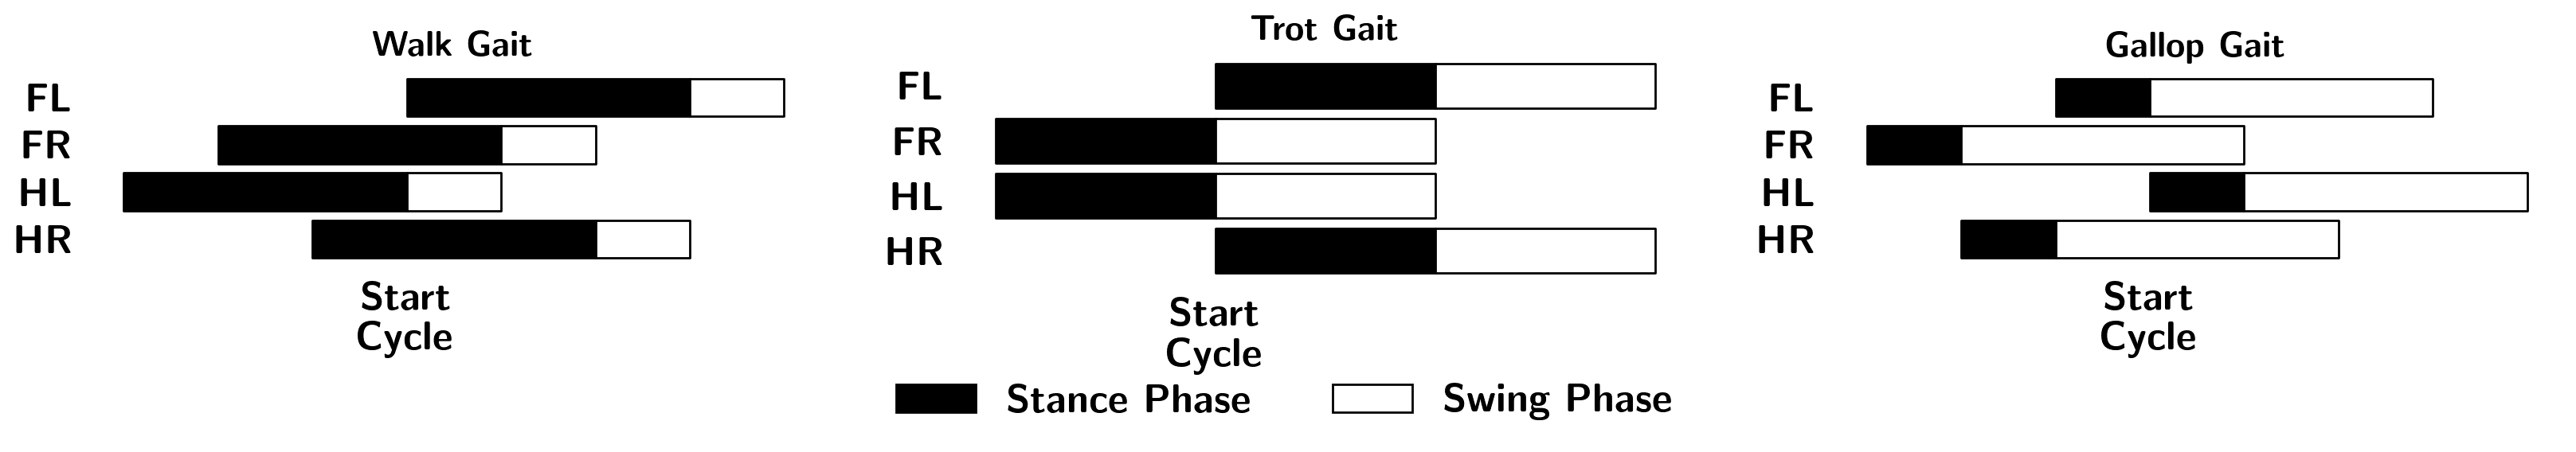 Walk Gait
FL
FR
HL
HR
Start
Cycle
Trot Gait
FL
FR
HL
HR
Start
Cycle
Gallop Gait
FL
FR
HL
HR
Start
Cycle
Stance Phase
Swing Phase